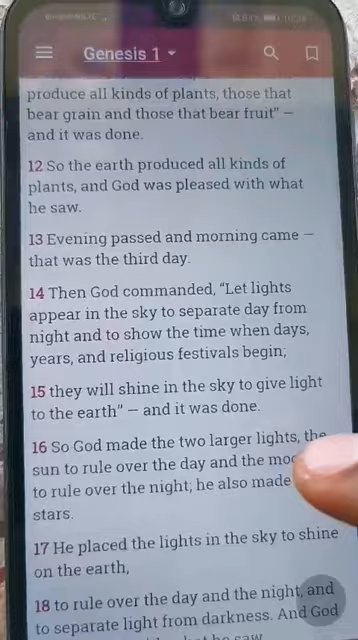 Genesis 1
produce all kinds of plants, those that
bear grain and those that bear fruit" —
and it was done.
12 So the earth produced all kinds of
plants, and God was pleased with what
he saw.
13 Evening passed and morning came —
that was the third day.
14 Then God commanded, "Let lights
appear in the sky to separate day from
night and to show the time when days,
years, and religious festivals begin;
15 they will shine in the sky to give light
to the earth" — and it was done.
16 So God made the two larger lights, the
sun to rule over the day and the
to rule over the night; he also made
stars.
17 He placed the lights in the sky to shine
on the earth,
18 to rule over the day and the night, and
to separate light from darkness. And God